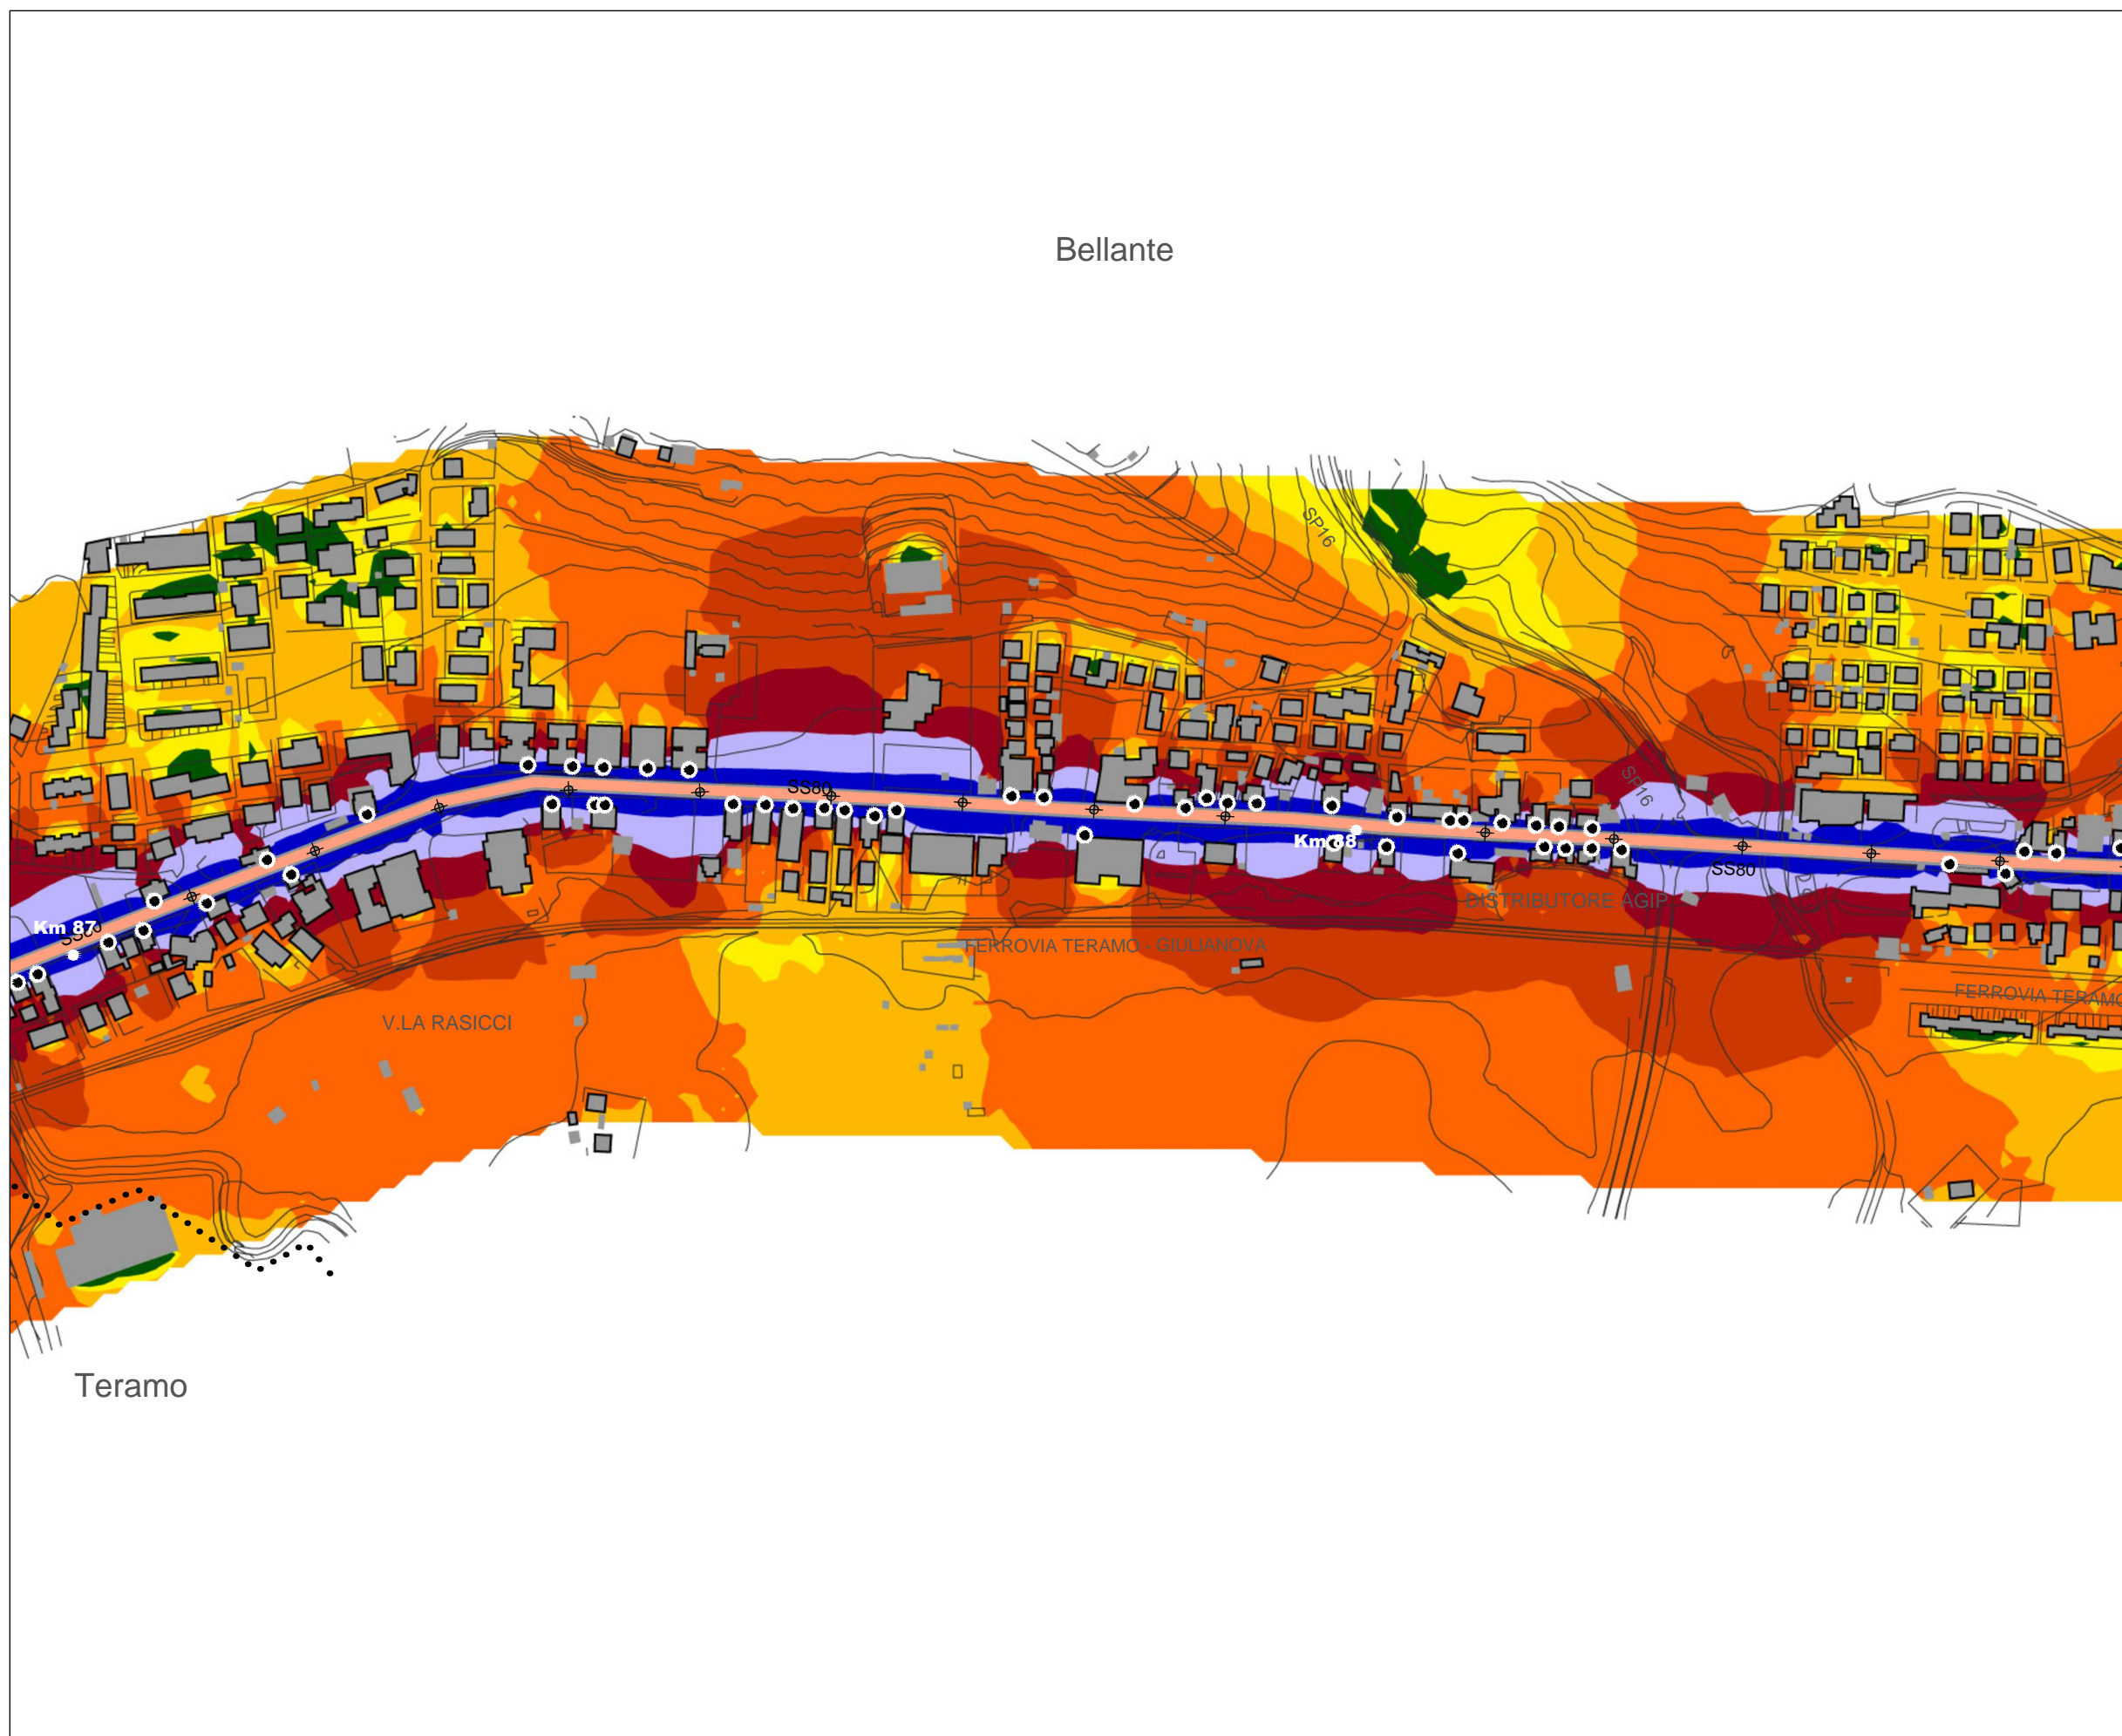 Bellante
SP16
SP16
SS80
Km 88
SS80
DISTRIBUTORE AGIP
Km 87
FERROVIA TERAMO - GIULIANOVA
FERROVIA TERAMO
V.LA RASICCI
Teramo